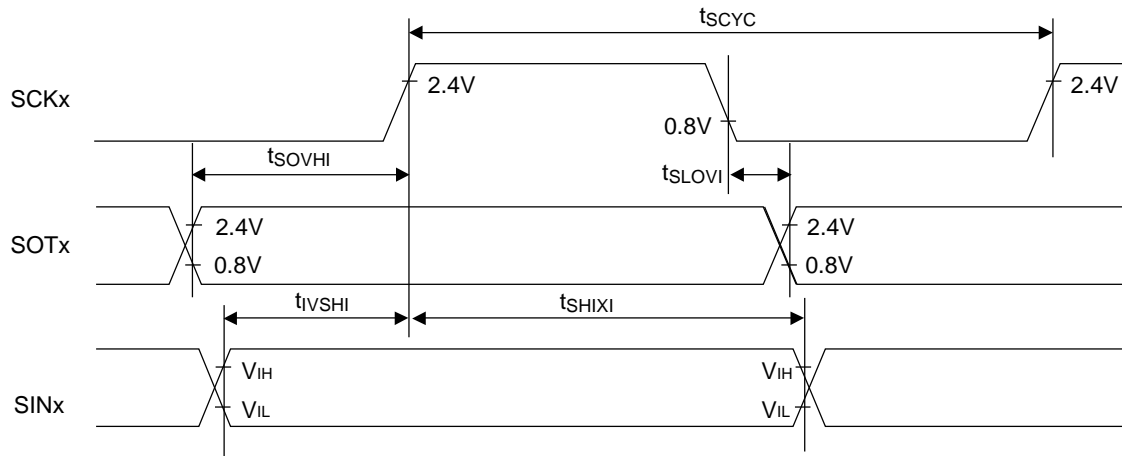 tSCYC
SCKx
2.4V
0.8V
2.4V
tSOVHI
tSLOVI
SOTx
2.4V
0.8V
2.4V
0.8V
tIVSHI
tSHIXI
SINx
VIH
VIL
VIH
VIL